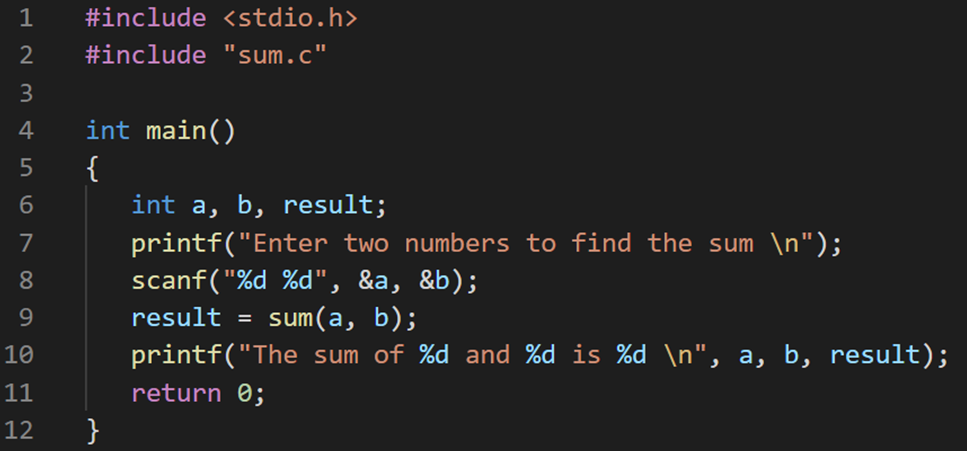 1 #include <stdio.h>
2 #include "sum.c"
3
4 int main()
5 {
6 int a, b, result;
7 printf("Enter two numbers to find the sum \n");
8 scanf("%d %d", &a, &b);
9 result = sum(a, b);
10 printf("The sum of %d and %d is %d \n", a, b, result);
11 return 0;
12 }